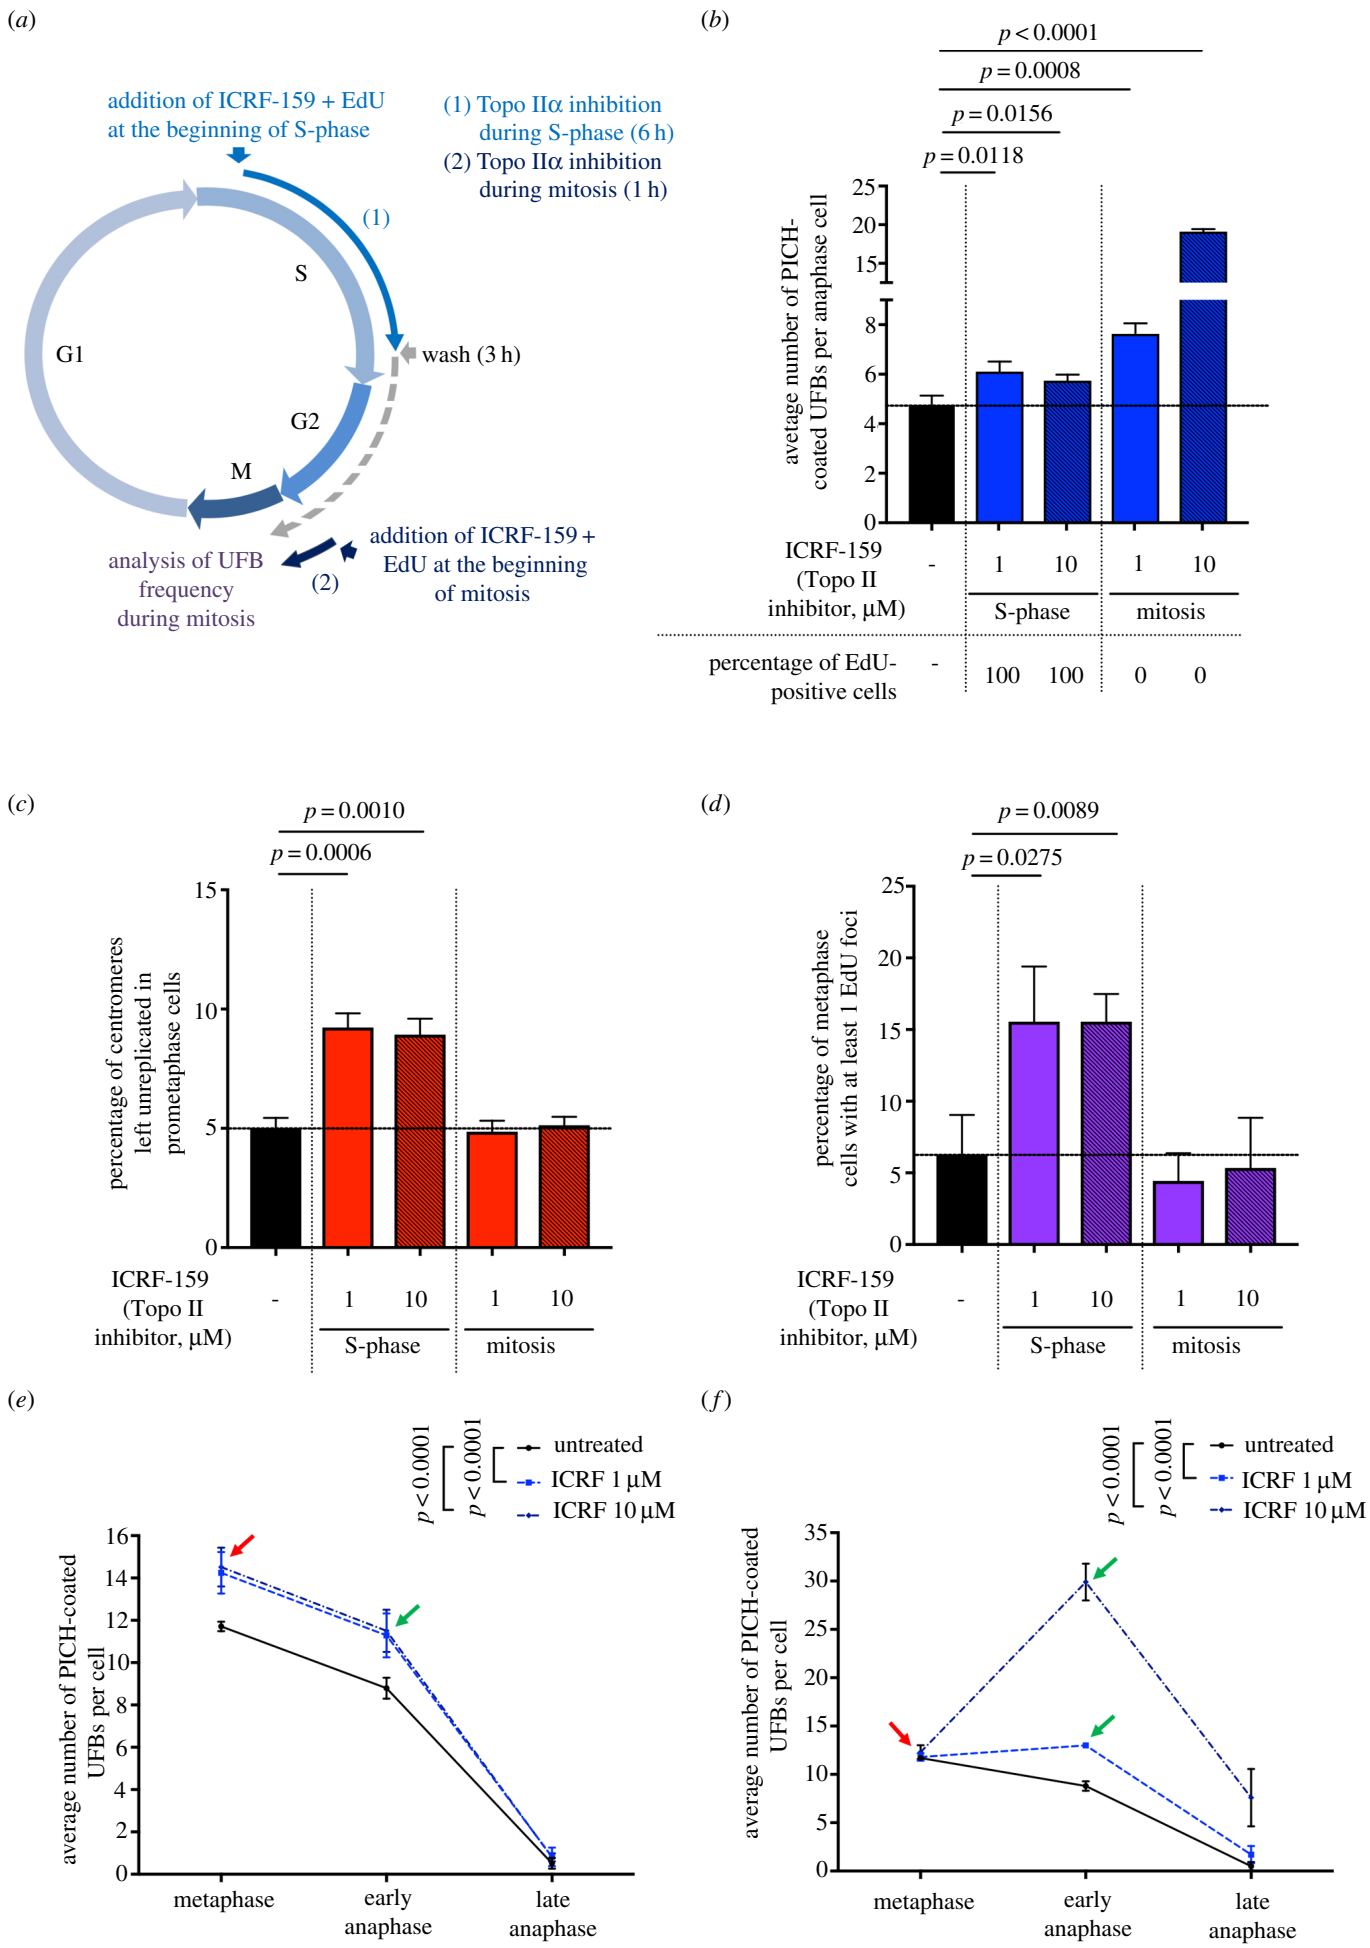 (a)
addition of ICRF-159 + EdU
at the beginning of S-phase
(1) Topo IIα inhibition
during S-phase (6 h)
(2) Topo IIα inhibition
during mitosis (1 h)
(1)
S
G1
wash (3 h)
G2
M
analysis of UFB
frequency
during mitosis
(2)
addition of ICRF-159 +
EdU at the beginning
of mitosis
(b)
p < 0.0001
p = 0.0008
p = 0.0156
p = 0.0118
avetage number of PICH-
coated UFBs per anaphase cell
25
20
15
8
6
4
2
0
ICRF-159
(Topo II
inhibitor, μM)
- 1 10 1 10
S-phase mitosis
percentage of EdU-
positive cells
- 100 100 0 0
(c)
p = 0.0010
p = 0.0006
percentage of centromeres
left unreplicated in
prometaphase cells
15
10
5
0
ICRF-159
(Topo II
inhibitor, μM)
- 1 10 1 10
S-phase mitosis
(d)
p = 0.0089
p = 0.0275
percentage of metaphase
cells with at least 1 EdU foci
25
20
15
10
5
0
ICRF-159
(Topo II
inhibitor, μM)
- 1 10 1 10
S-phase mitosis
(e)
p < 0.0001
p < 0.0001
untreated
ICRF 1 μM
ICRF 10 μM
average number of PICH-coated
UFBs per cell
16
14
12
10
8
6
4
2
0
metaphase
early
anaphase
late
anaphase
(f)
p < 0.0001
p < 0.0001
untreated
ICRF 1 μM
ICRF 10 μM
average number of PICH-coated
UFBs per cell
35
30
25
30
15
10
5
0
metaphase
early
anaphase
late
anaphase